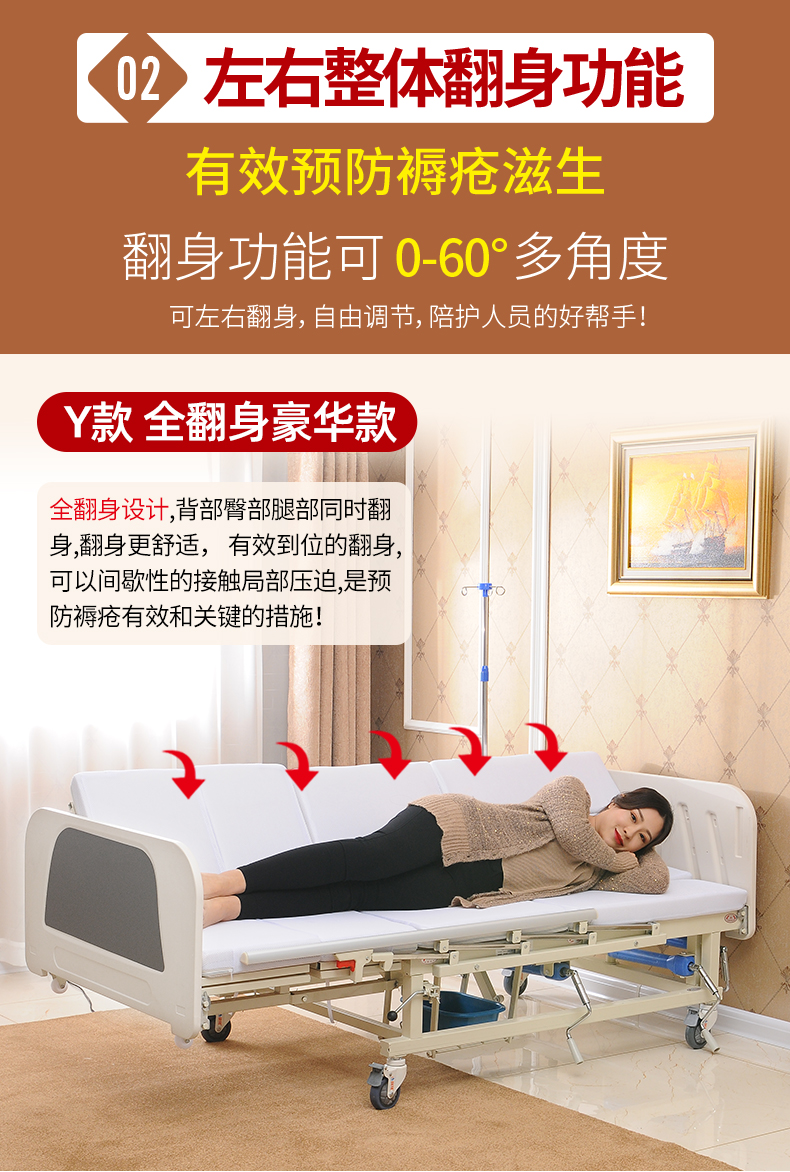 02 左右整体翻身功能
有效预防褥疮滋生
翻身功能可 0-60°多角度
可左右翻身,自由调节,陪护人员的好帮手!
Y款 全翻身豪华款
全翻身设计,背部臀部腿部同时翻
身,翻身更舒适， 有效到位的翻身,
可以间歇性的接触局部压迫,是预
防褥疮有效和关键的措施!